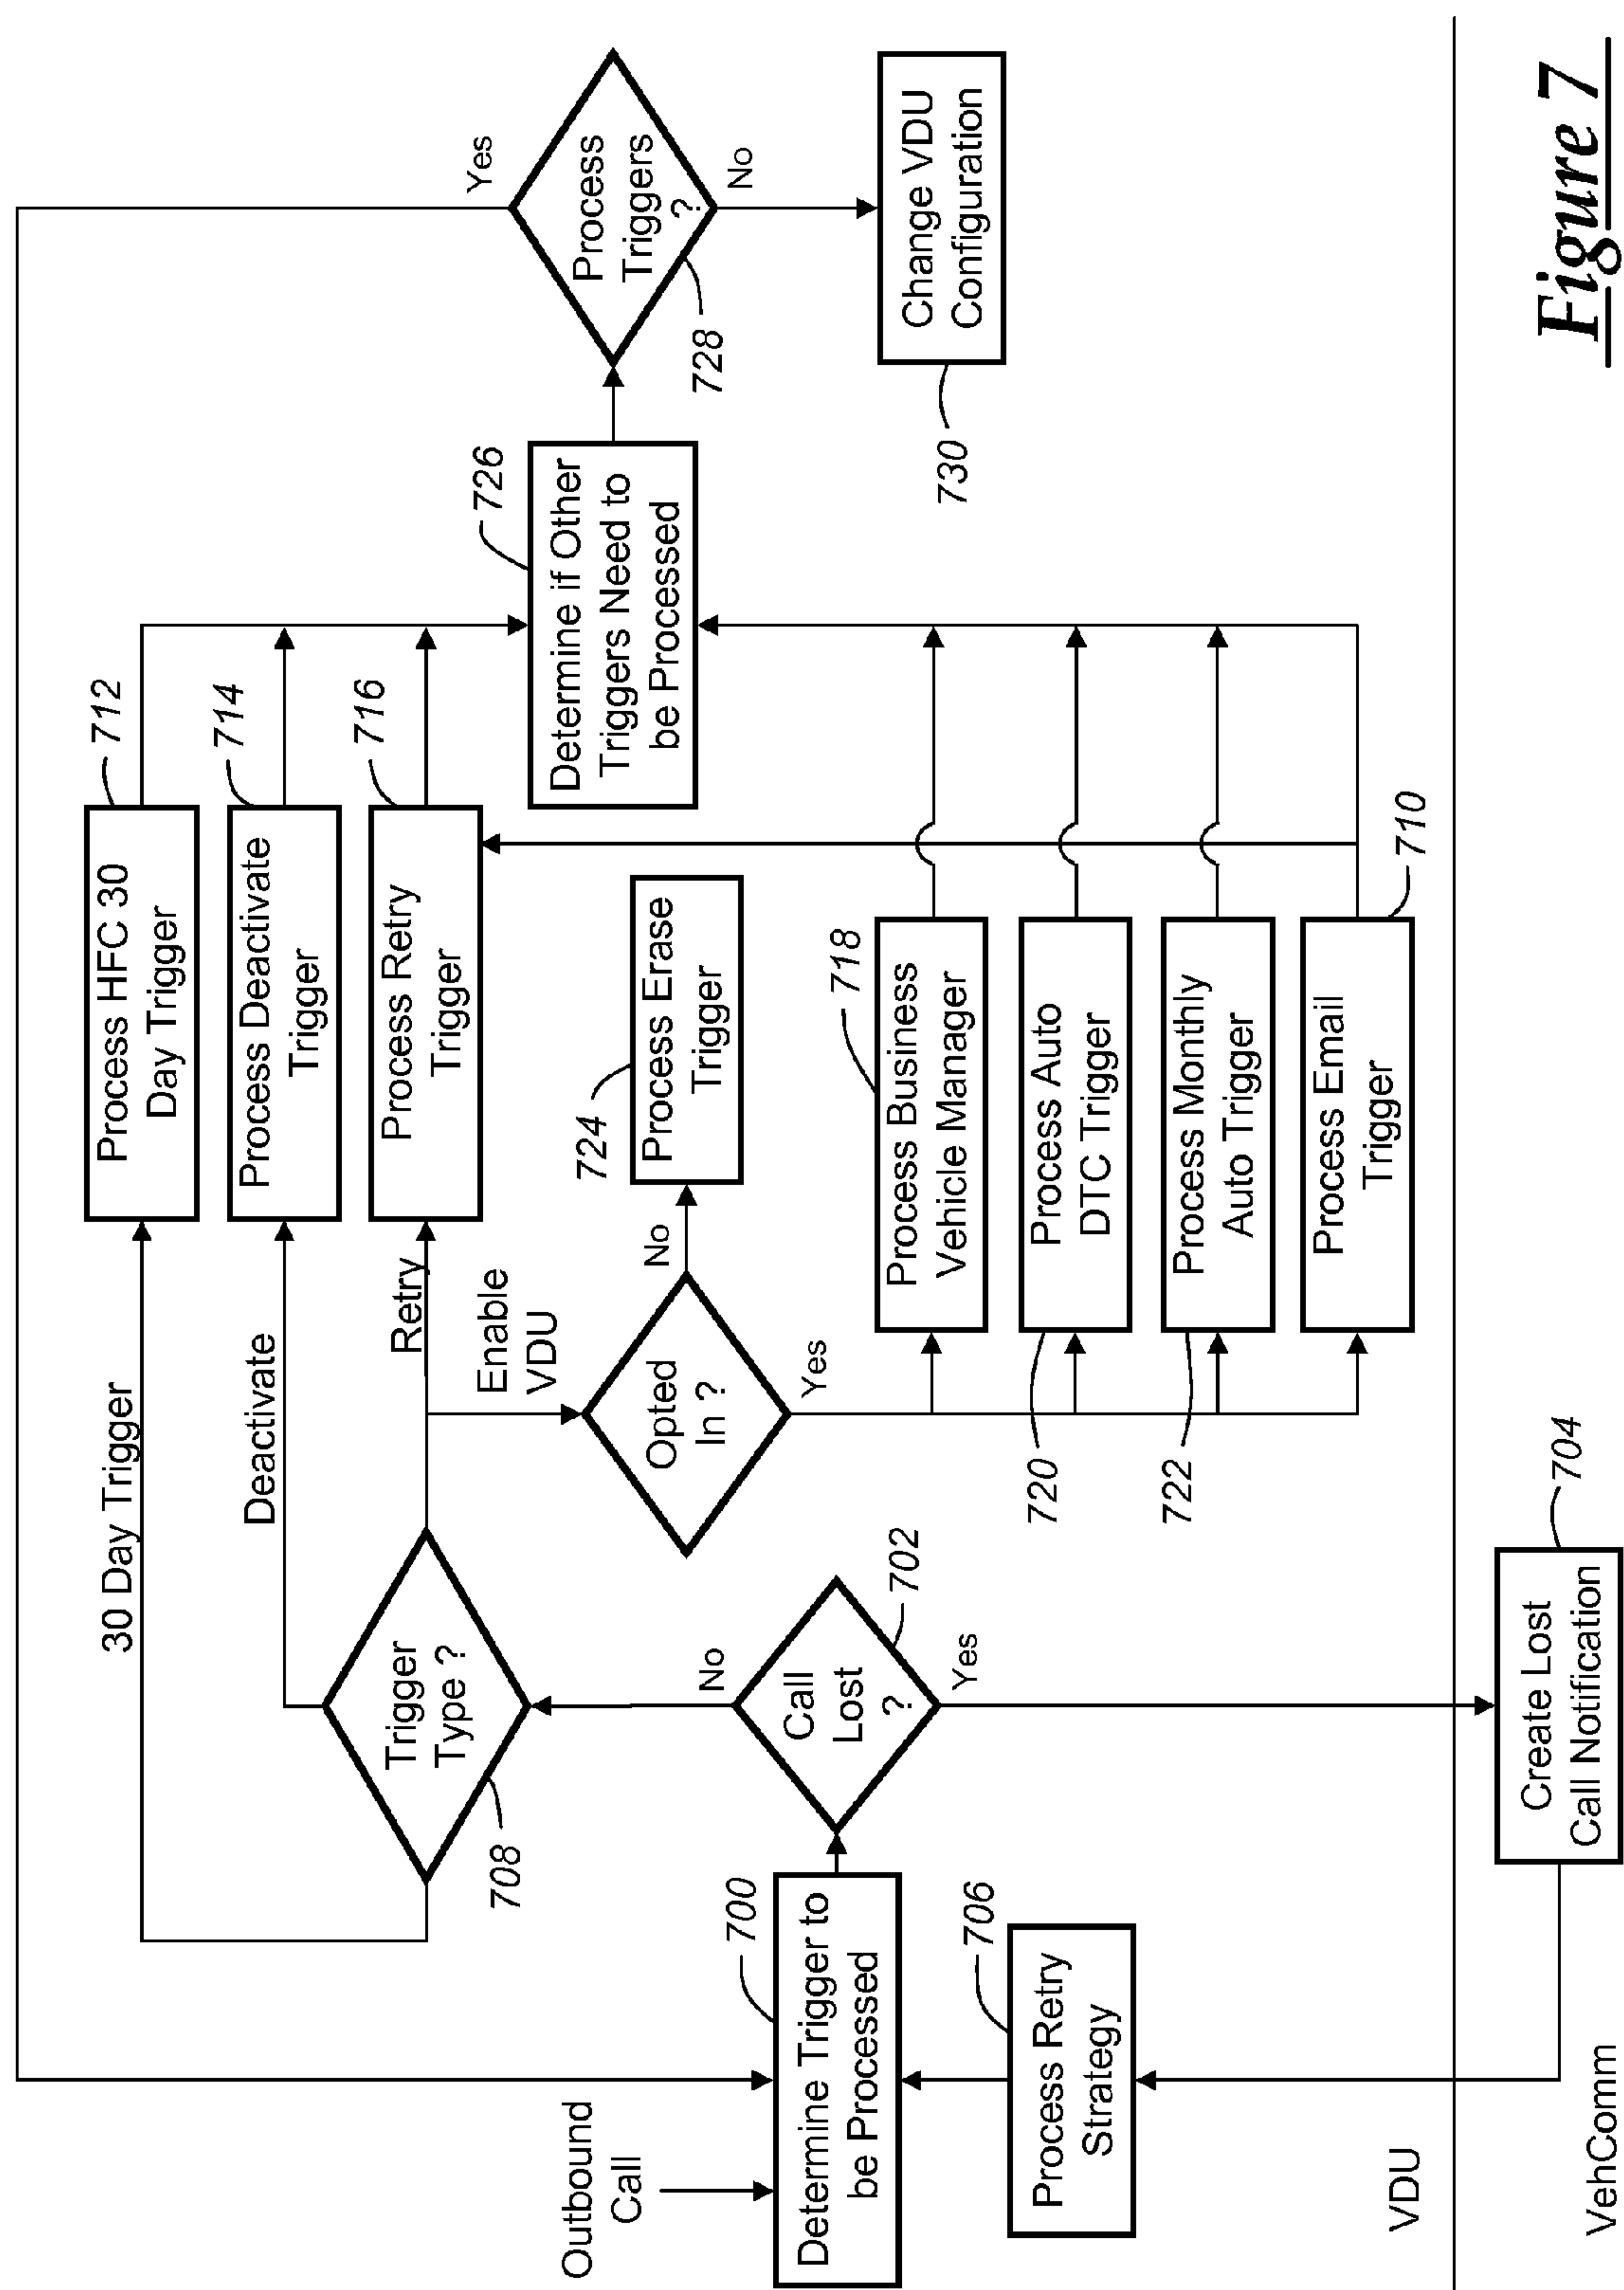 30 Day Trigger
Process HFC 30
Day Trigger
712
Deactivate
Process Deactivate
Trigger
714
Trigger
Type ?
708
Retry
Process Retry
Trigger
716
Enable
VDU
Outbound
Call
Determine Trigger to
be Processed
700
Call
Lost
?
702
No
Yes
Process Retry
Strategy
706
Opted
In ?
No
Yes
724
Process Erase
Trigger
718
Process Business
Vehicle Manager
720
Process Auto
DTC Trigger
722
Process Monthly
Auto Trigger
Process Email
Trigger
710
726
Determine if Other
Triggers Need to
be Processed
Process
Triggers
?
728
Yes
No
Change VDU
Configuration
730
VDU
VehComm
Create Lost
Call Notification
704
Figure 7